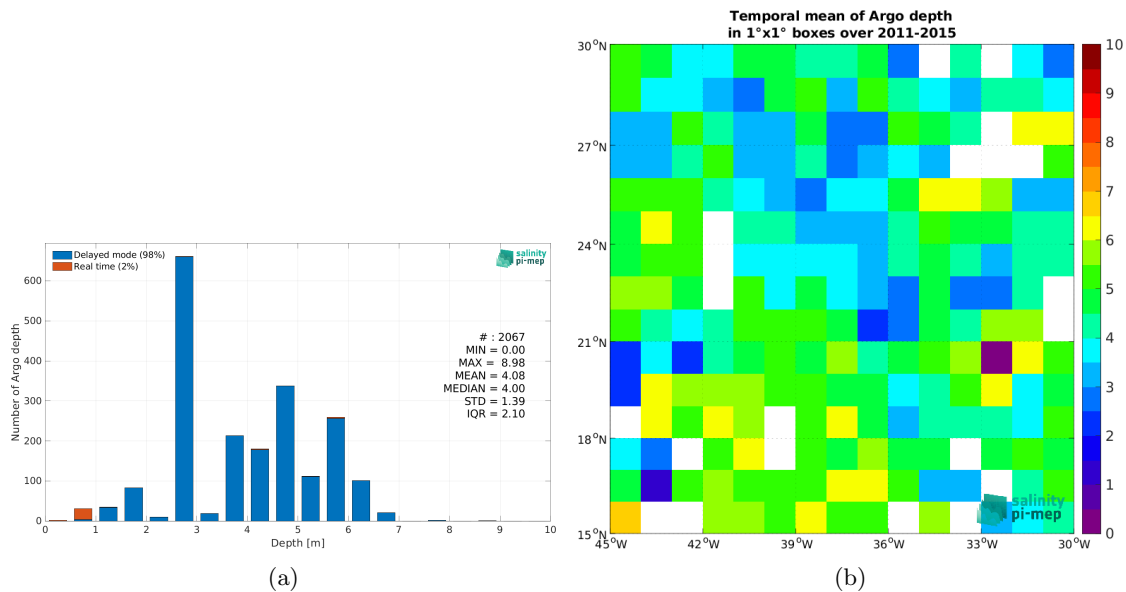 Delayed mode (98%)
Real time (2%)
salinity
pi-mep
# : 2067
MIN = 0.00
MAX = 8.98
MEAN = 4.08
MEDIAN = 4.00
STD = 1.39
IQR = 2.10
Number of Argo depth
600
500
400
300
200
100
0
0 1 2 3 4 5 6 7 8 9 10
Depth [m]
(a)
Temporal mean of Argo depth
in 1°x1° boxes over 2011-2015
30°N
27°N
24°N
21°N
18°N
15°N
45°W 42°W 39°W 36°W 33°W 30°W
salinity
pi-mep
10
9
8
7
6
5
4
3
2
1
0
(b)